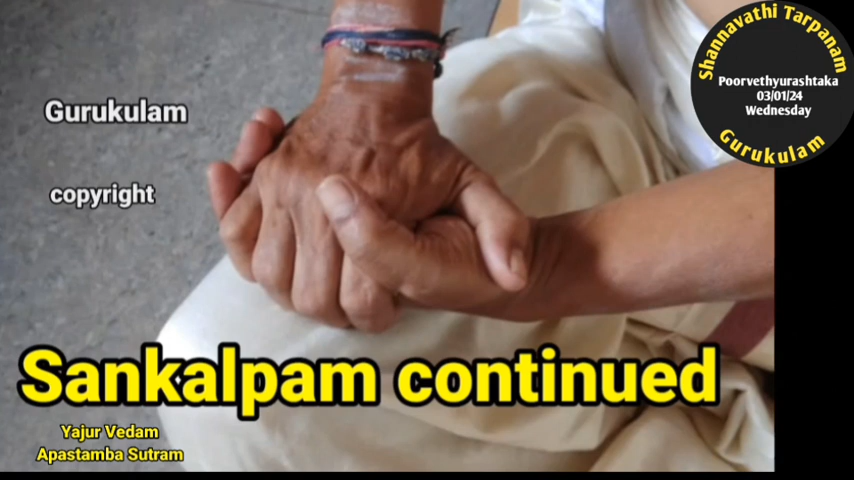 Shannavathi Tarpanam
Poorvethyurashtaka
03/01/24
Wednesday
Gurukulam
Gurukulam
copyright
Sankalpam continued
Yajur Vedam
Apastamba Sutram